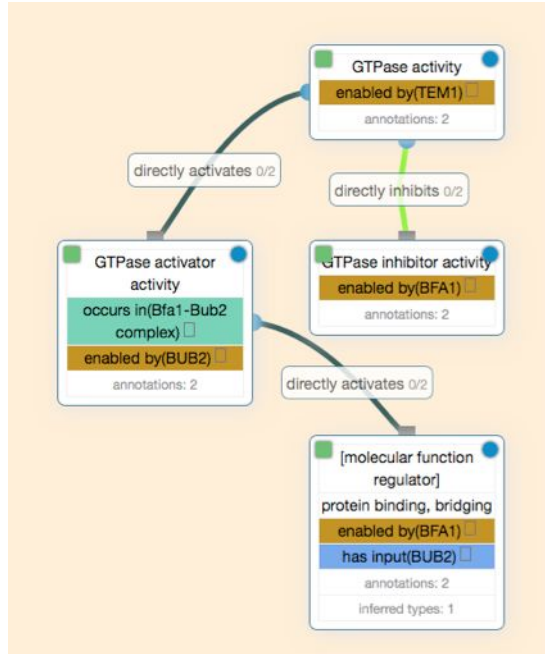 GTPase activity
enabled by(TEM1)
annotations: 2
directly activates 0/2
directly inhibits 0/2
GTPase activator
activity
occurs in(Bfa1-Bub2
complex)
enabled by(BUB2)
annotations: 2
GTPase inhibitor activity
enabled by(BFA1)
annotations: 2
directly activates 0/2
[molecular function
regulator]
protein binding, bridging
enabled by(BFA1)
has input(BUB2)
annotations: 2
inferred types: 1